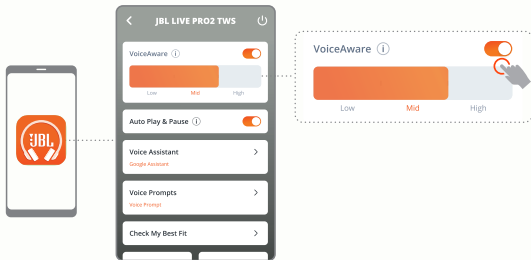 JBL
JBL LIVE PRO2 TWS
VoiceAware i
Low Mid High
Auto Play & Pause i
Voice Assistant
Google Assistant
Voice Prompts
Voice Prompt
Check My Best Fit
VoiceAware i
Low Mid High